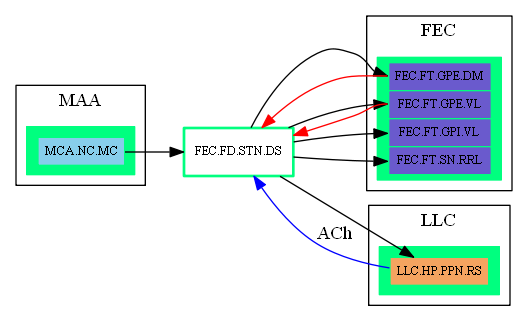 FEC
FEC.FT.GPE.DM
MAA
FEC.FT.GPE.VL
MCA.NC.MC
FEC.FD.STN.DS
FEC.FT.GPI.VL
FEC.FT.SN.RRL
LLC
ACh
LLC.HP.PPN.RS